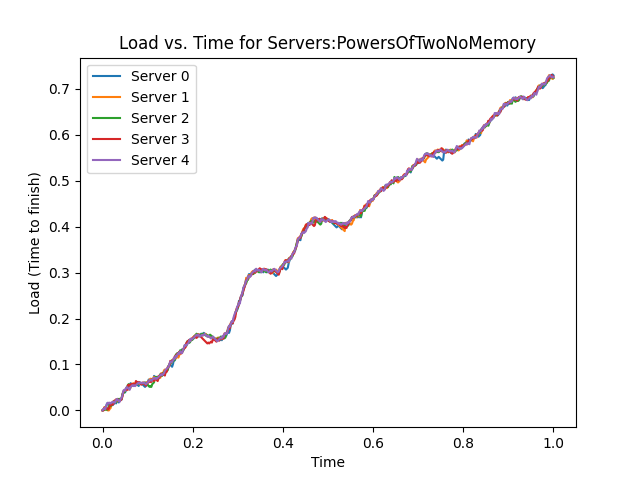 Load vs. Time for Servers:PowersOfTwoNoMemory
Server 0
Server 1
Server 2
Server 3
Server 4
Load (Time to finish)
0.7
0.6
0.5
0.4
0.3
0.2
0.1
0.0
0.0 0.2 0.4 0.6 0.8 1.0
Time